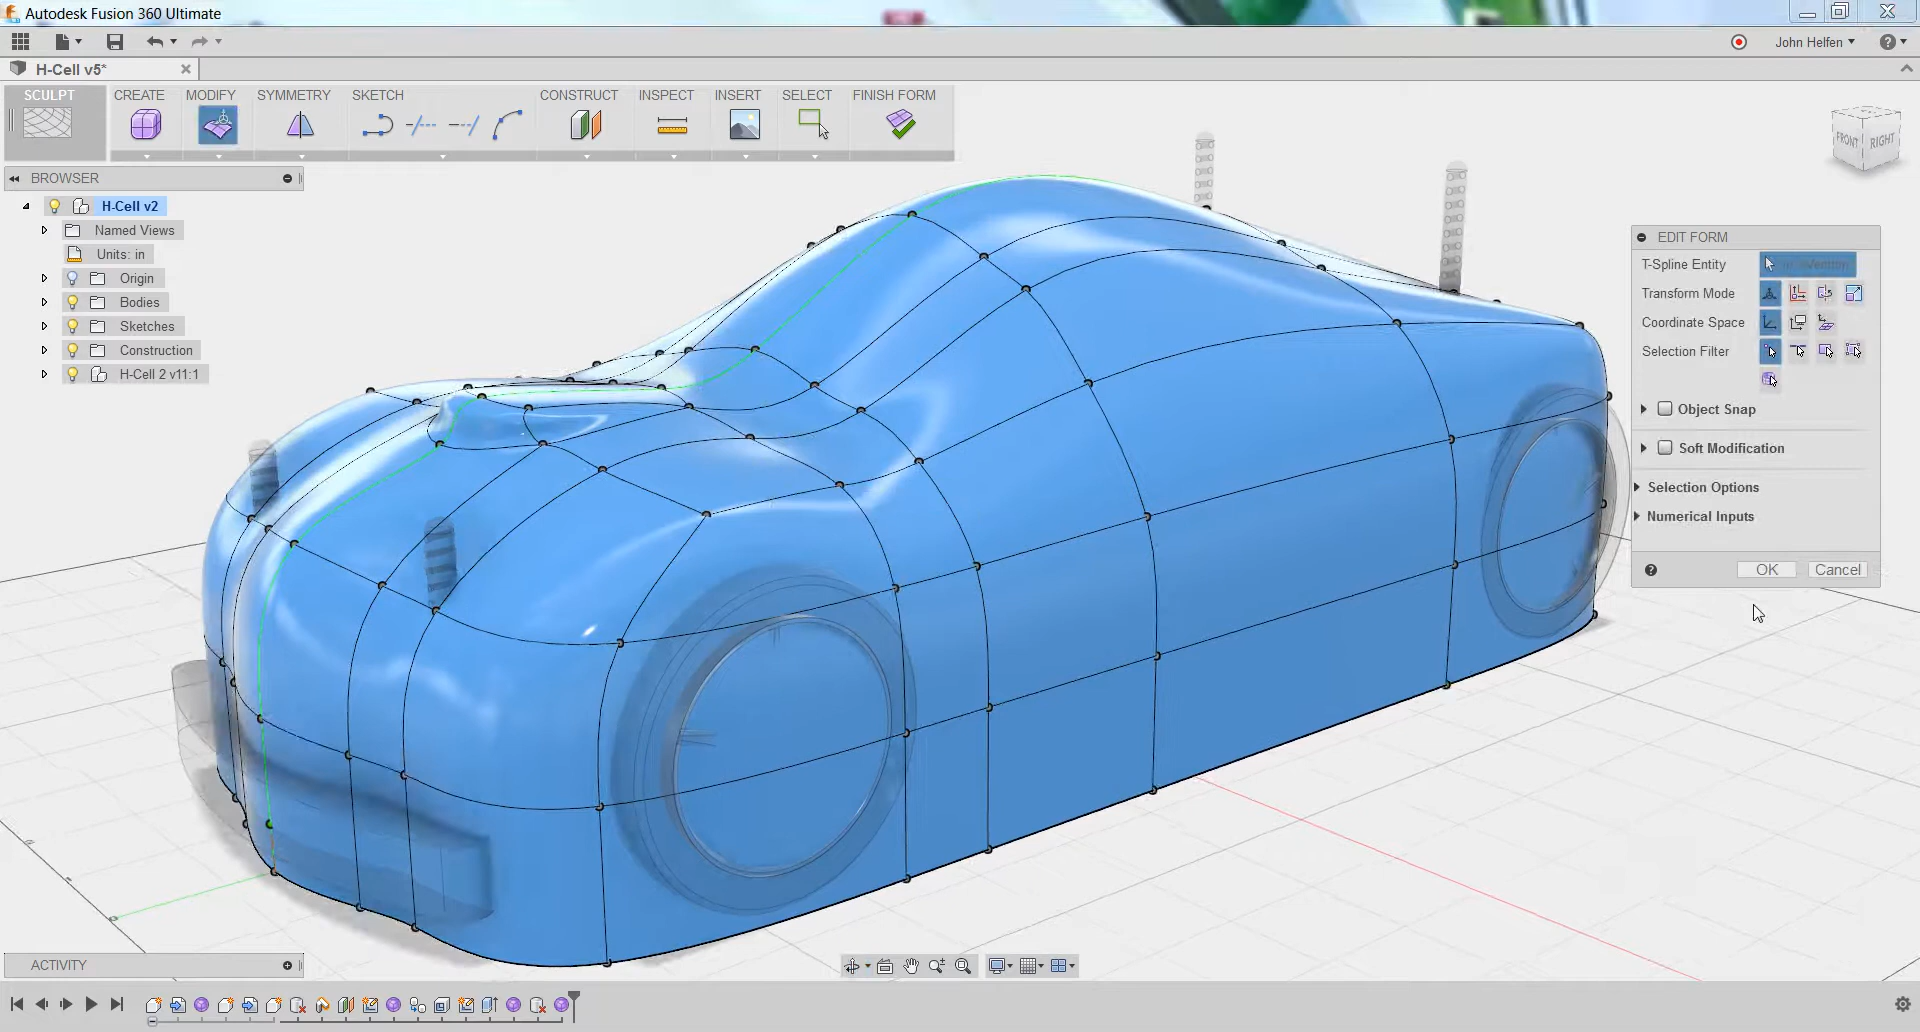 Autodesk Fusion 360 Ultimate
John Helfen
H-Cell v5*
SCULPT
CREATE
MODIFY
SYMMETRY
SKETCH
CONSTRUCT
INSPECT
INSERT
SELECT
FINISH FORM
FRONT
RIGHT
BROWSER
H-Cell v2
Named Views
Units: in
Origin
Bodies
Sketches
Construction
H-Cell 2 v11:1
EDIT FORM
T-Spline Entity
Transform Mode
Coordinate Space
Selection Filter
Object Snap
Soft Modification
Selection Options
Numerical Inputs
OK
Cancel
ACTIVITY